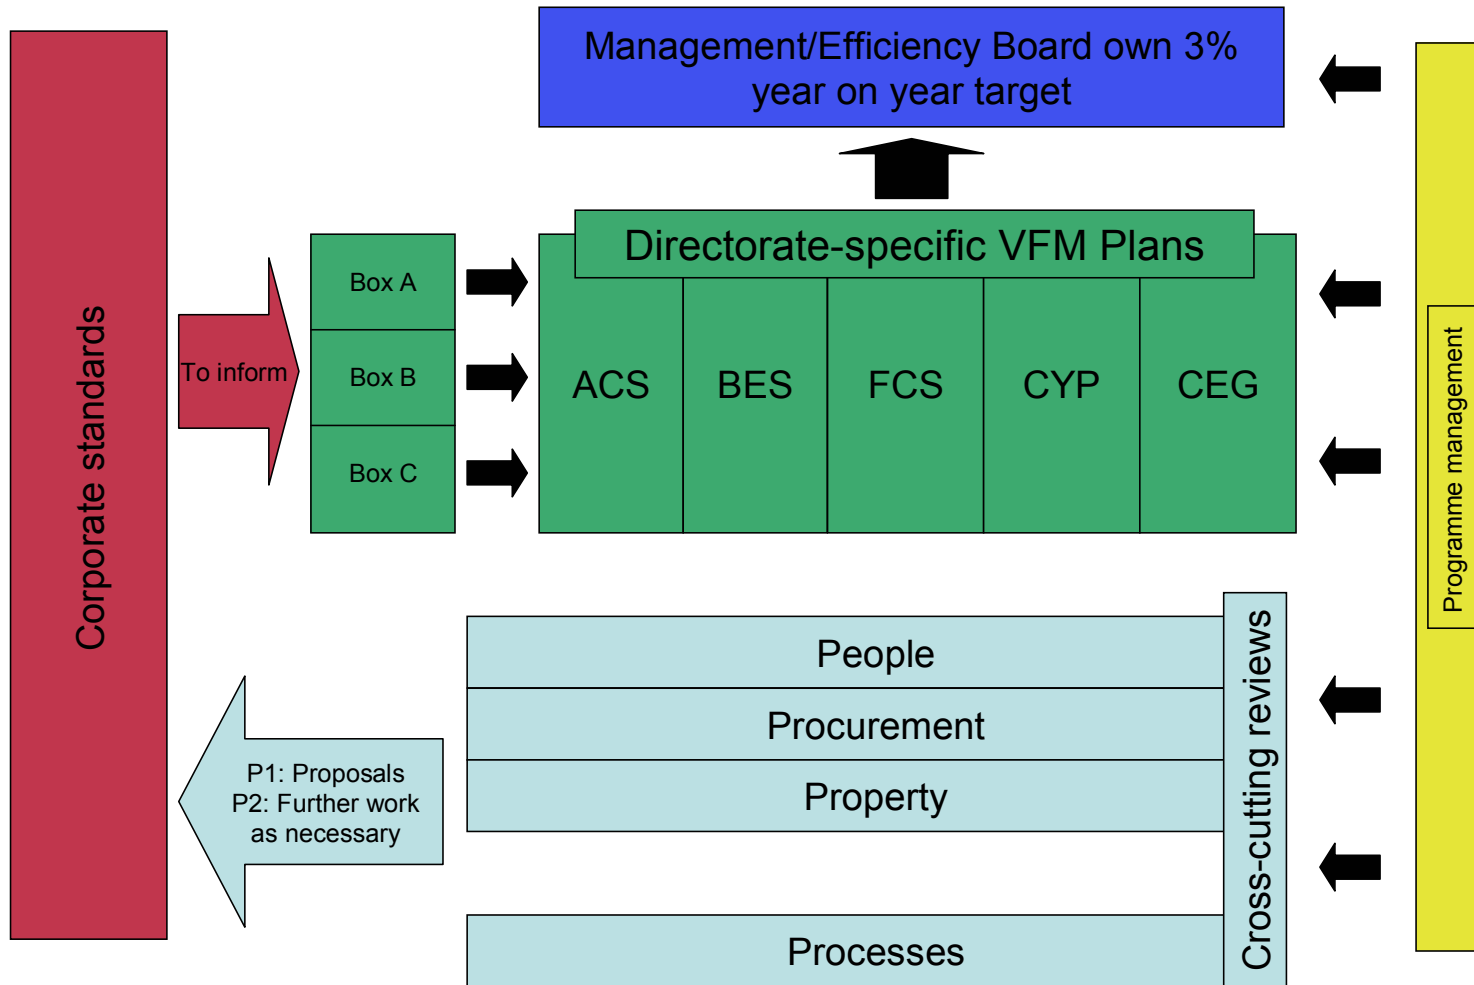 Management/Efficiency Board own 3%
year on year target
Corporate standards
To inform
Box A
Box B
Box C
Directorate-specific VFM Plans
ACS
BES
FCS
CYP
CEG
Programme management
P1: Proposals
P2: Further work
as necessary
People
Procurement
Property
Processes
Cross-cutting reviews